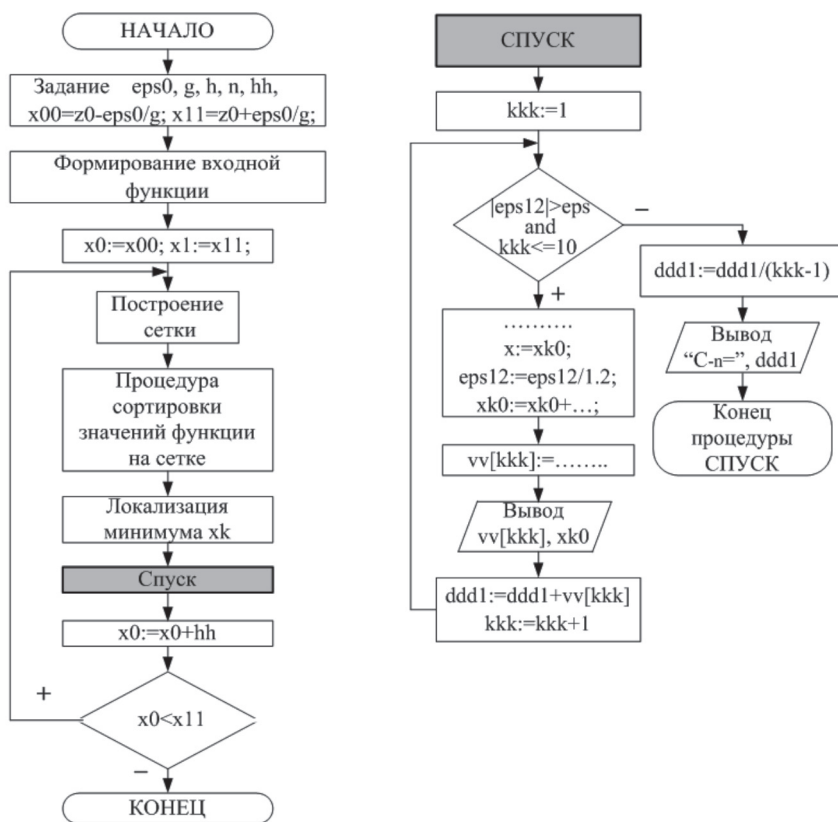 НАЧАЛО
Задание eps0, g, h, n, hh,
x00=z0-eps0/g; x11=z0+eps0/g;
Формирование входной
функции
x0:=x00; x1:=x11;
Построение
сетки
Процедура
сортировки
значений функции
на сетке
Локализация
минимума xk
Спуск
x0:=x0+hh
+
x0<x11
−
КОНЕЦ
СПУСК
kkk:=1
|eps12|>eps
and
kkk<=10
−
+
ddd1:=ddd1/(kkk-1)
Вывод
“C-n=”, ddd1
Конец
процедуры
СПУСК
..........
x:=xk0;
eps12:=eps12/1.2;
xk0:=xk0+…;
vv[kkk]:=……..
Вывод
vv[kkk], xk0
ddd1:=ddd1+vv[kkk]
kkk:=kkk+1